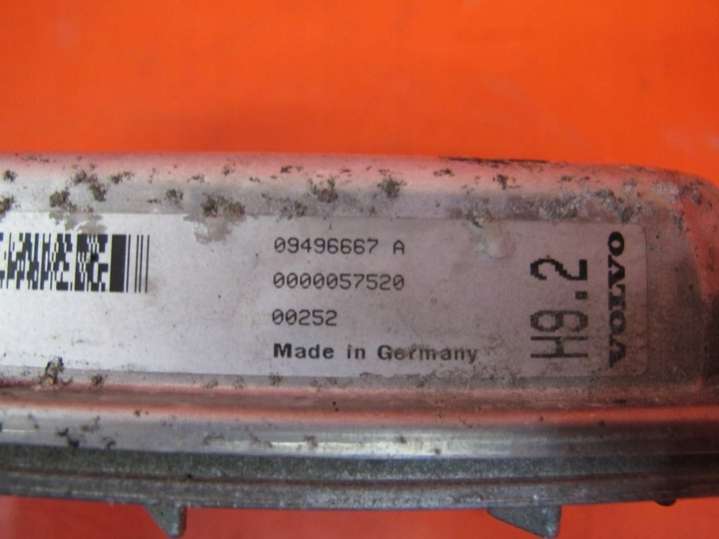 09496667 A
0000057520
00252
Made in Germany
H9.2
VOLVO